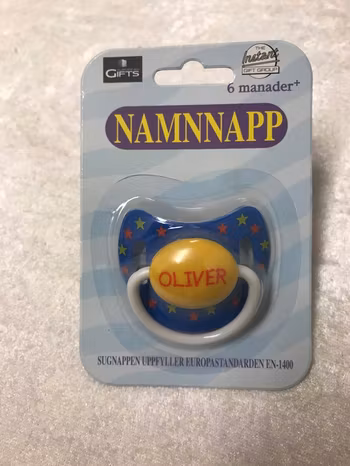 GIFTS
THE
Instant
GIFT GROUP
6 manader+
NAMNNAPP
OLIVER
SUGNAPPEN UPPFYLLER EUROPASTANDARDEN EN-1400